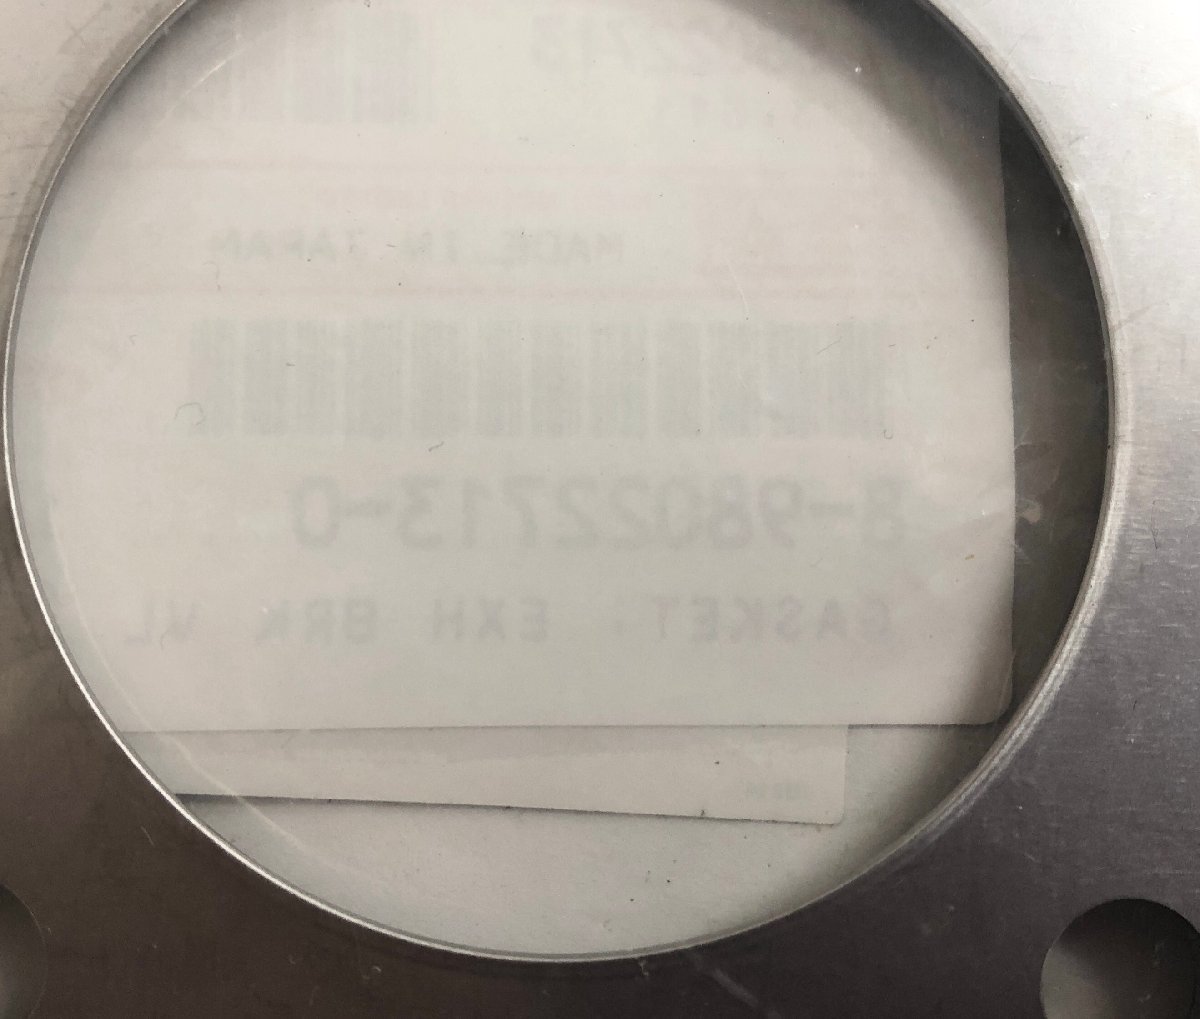 MADE IN JAPAN
8-98022713-0
GASKET; EXH BRK VL